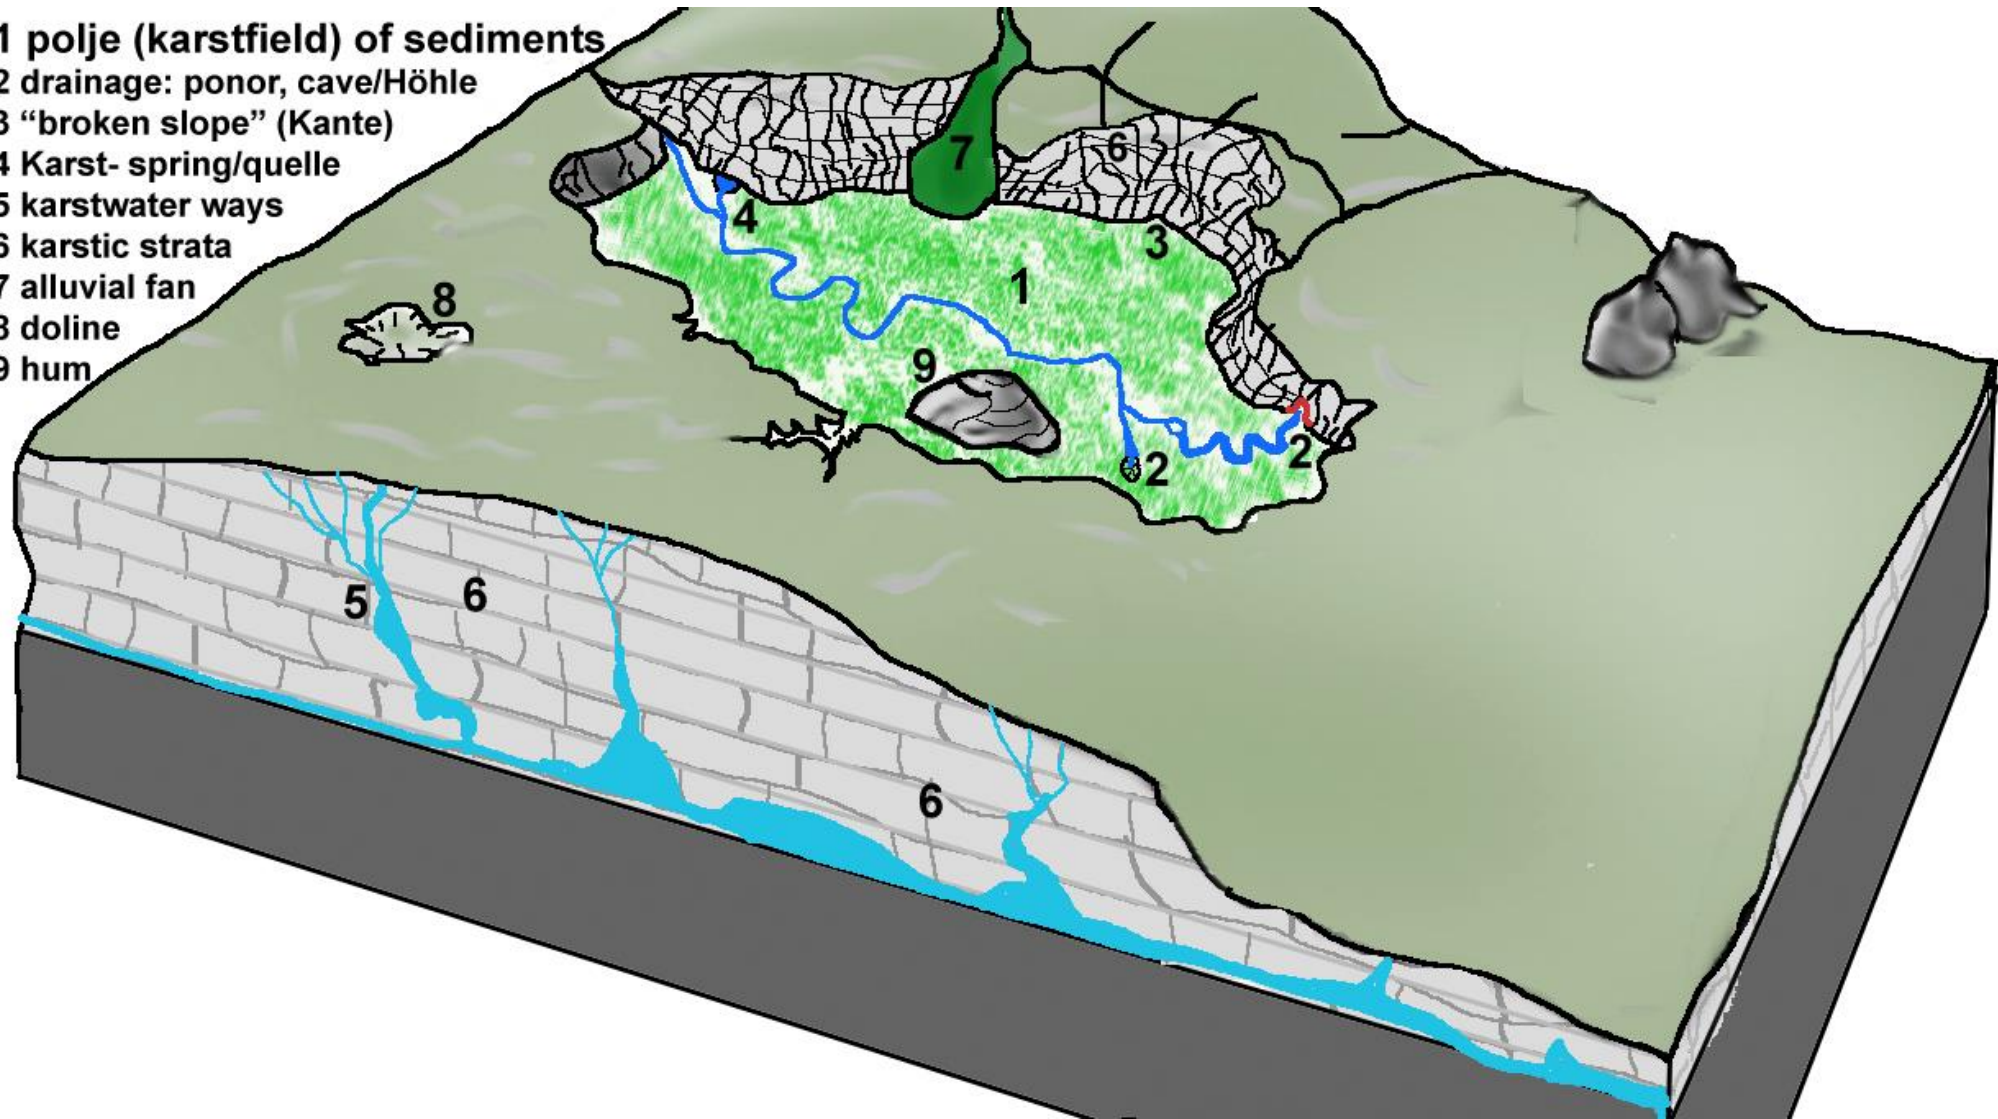 1 polje (karstfield) of sediments
2 drainage: ponor, cave/Höhle
3 “broken slope” (Kante)
4 Karst- spring/quelle
5 karstwater ways
6 karstic strata
7 alluvial fan
8 doline
9 hum
7
6
4
3
1
8
9
2
2
5
6
6